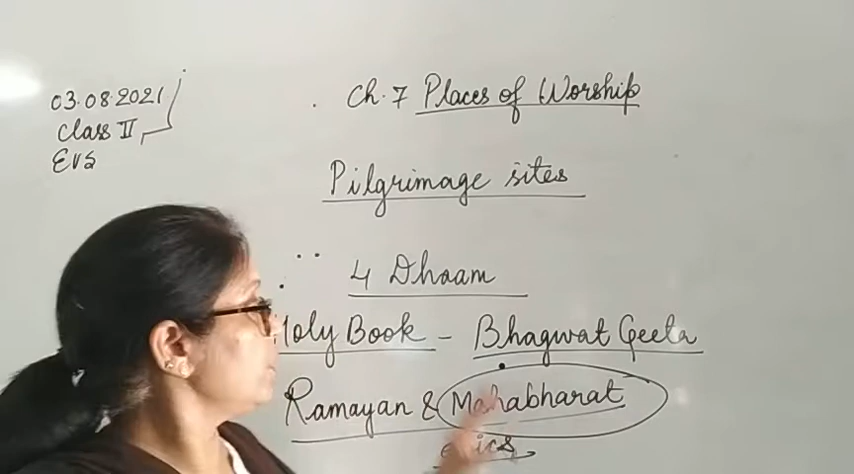 03.08.2021
Class II
EVS
Ch. 7 Places of Worship
Pilgrimage sites
4 Dhaam
Holy Book - Bhagwat Geeta
Ramayan & Mahabharat